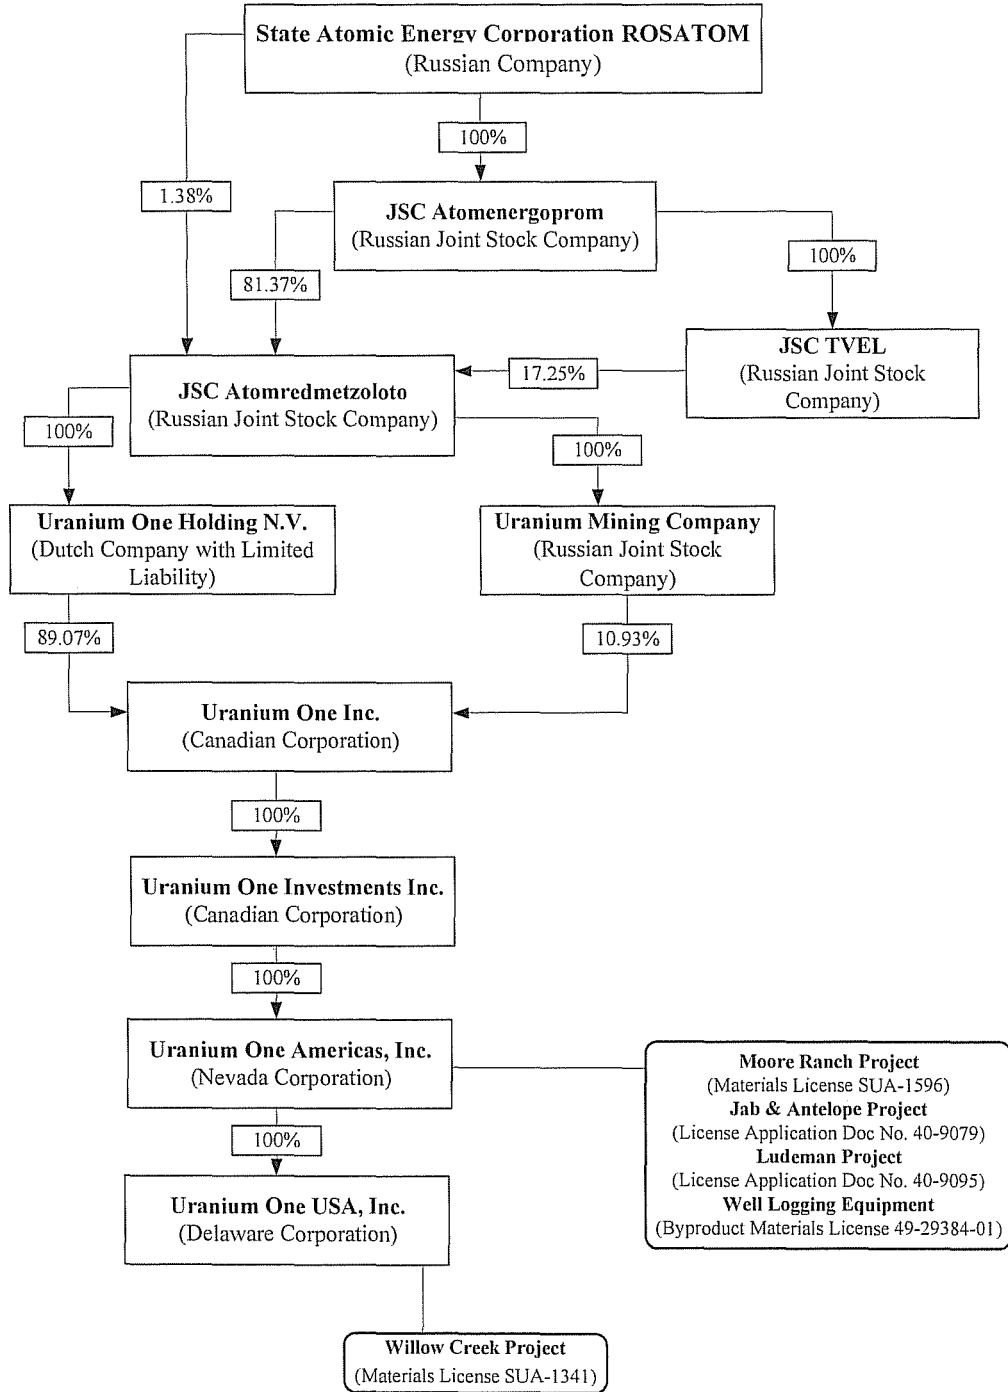 State Atomic Energy Corporation ROSATOM
(Russian Company)
100%
1.38%
JSC Atomenergoprom
(Russian Joint Stock Company)
100%
81.37%
JSC TVEL
(Russian Joint Stock
Company)
17.25%
JSC Atomredmetzoloto
(Russian Joint Stock Company)
100%
100%
Uranium One Holding N.V.
(Dutch Company with Limited
Liability)
Uranium Mining Company
(Russian Joint Stock
Company)
89.07%
10.93%
Uranium One Inc.
(Canadian Corporation)
100%
Uranium One Investments Inc.
(Canadian Corporation)
100%
Uranium One Americas, Inc.
(Nevada Corporation)
Moore Ranch Project
(Materials License SUA-1596)
Jab & Antelope Project
(License Application Doc No. 40-9079)
Ludeman Project
(License Application Doc No. 40-9095)
Well Logging Equipment
(Byproduct Materials License 49-29384-01)
100%
Uranium One USA, Inc.
(Delaware Corporation)
Willow Creek Project
(Materials License SUA-1341)